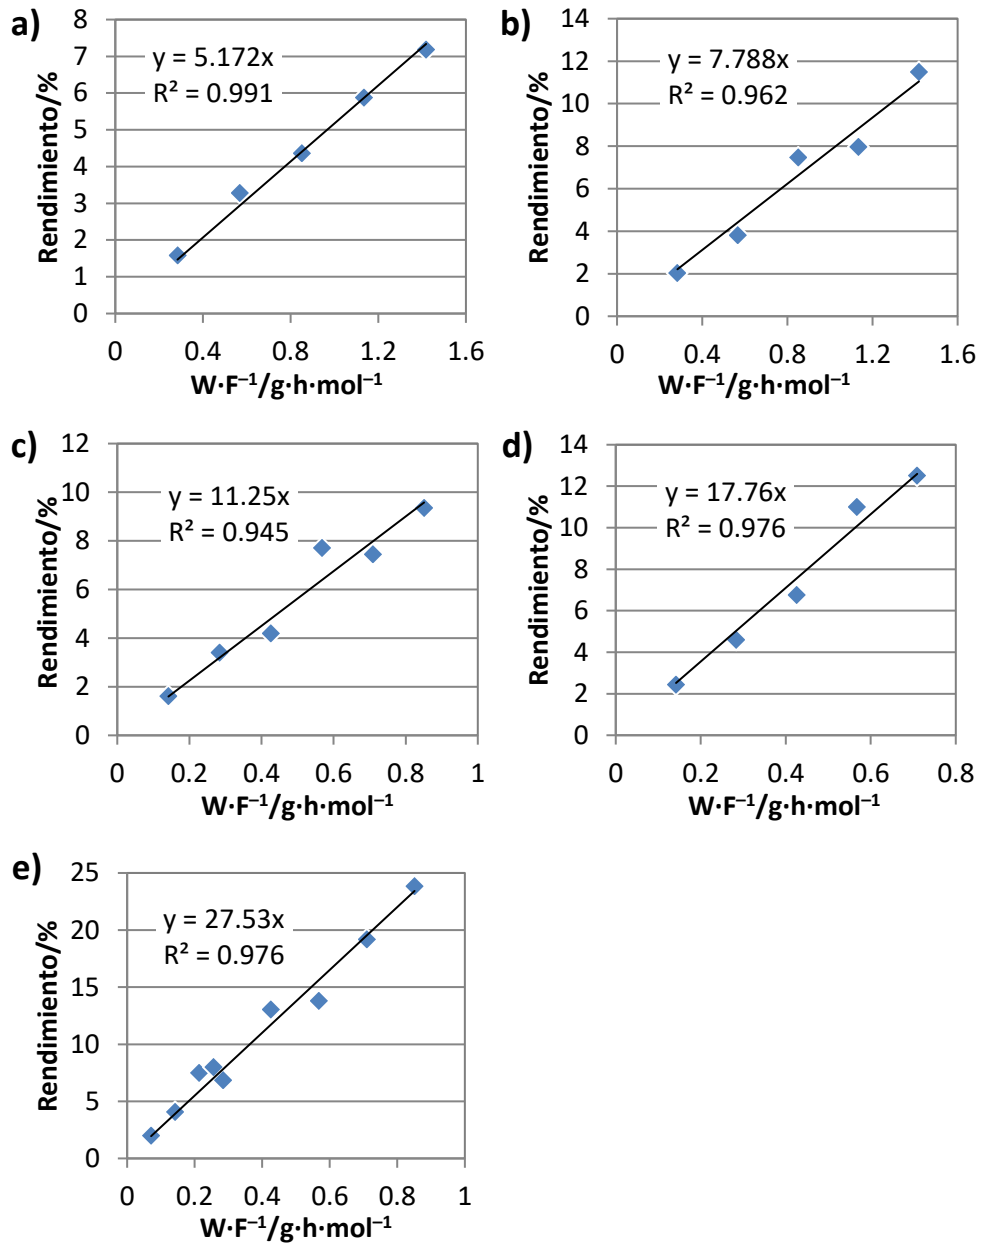 a)
8
7
6
5
4
3
2
1
0
Rendimiento/%
y = 5.172x
R² = 0.991
0 0.4 0.8 1.2 1.6
W·F⁻¹/g·h·mol⁻¹
b)
14
12
10
8
6
4
2
0
Rendimiento/%
y = 7.788x
R² = 0.962
0 0.4 0.8 1.2 1.6
W·F⁻¹/g·h·mol⁻¹
c)
12
10
8
6
4
2
0
Rendimiento/%
y = 11.25x
R² = 0.945
0 0.2 0.4 0.6 0.8 1
W·F⁻¹/g·h·mol⁻¹
d)
14
12
10
8
6
4
2
0
Rendimiento/%
y = 17.76x
R² = 0.976
0 0.2 0.4 0.6 0.8
W·F⁻¹/g·h·mol⁻¹
e)
25
20
15
10
5
0
Rendimiento/%
y = 27.53x
R² = 0.976
0 0.2 0.4 0.6 0.8 1
W·F⁻¹/g·h·mol⁻¹